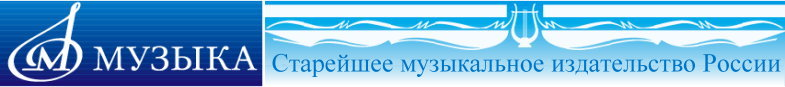 МУЗЫКА
Старейшее музыкальное издательство России